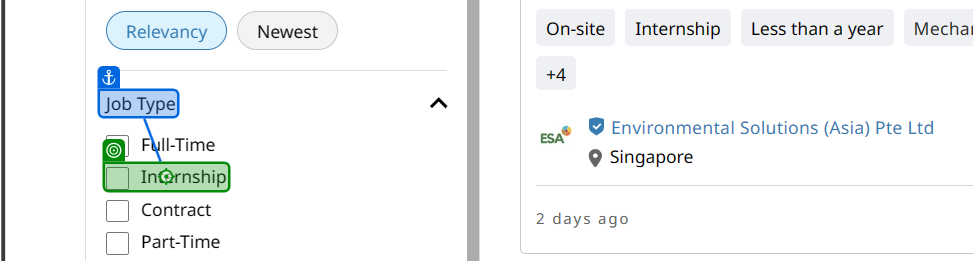 Relevancy
Newest
Job Type
Full-Time
Internship
Contract
Part-Time
On-site
Internship
Less than a year
Mechar
+4
ESA
Environmental Solutions (Asia) Pte Ltd
Singapore
2 days ago